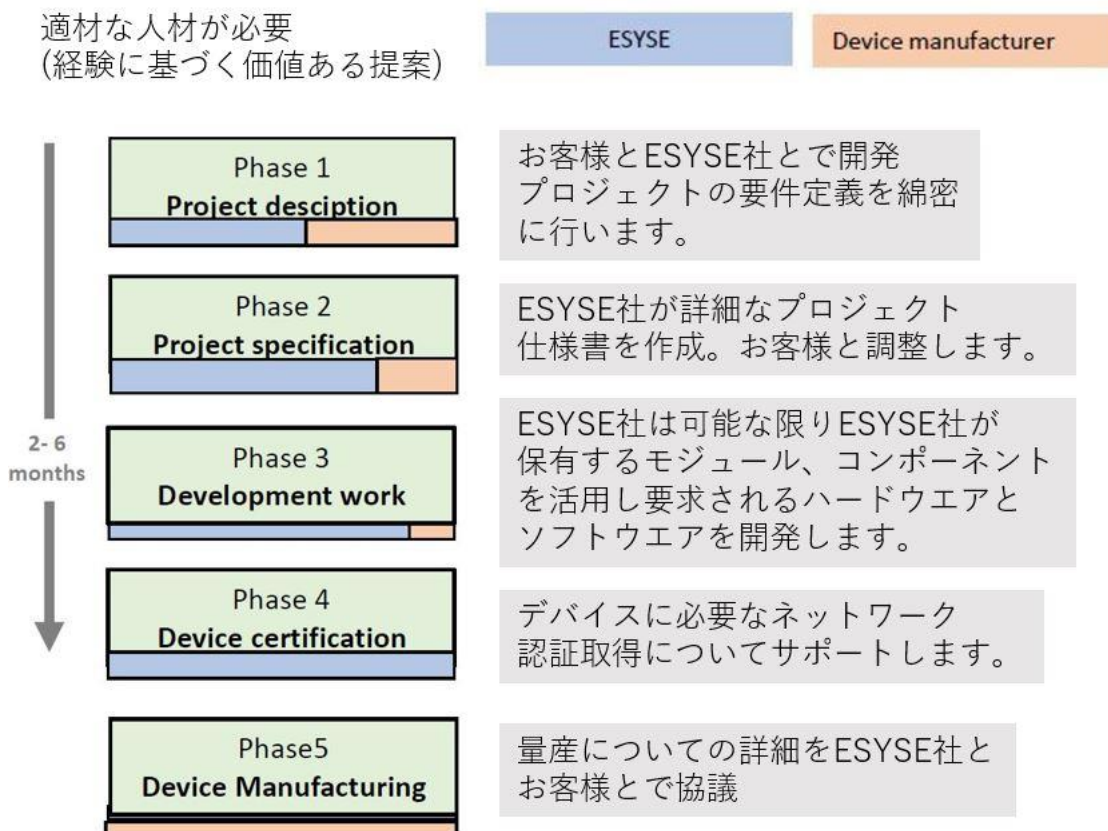 適材な人材が必要
(経験に基づく価値ある提案)
ESYSE
Device manufacturer
Phase 1
Project desciption
お客様とESYSE社とで開発
プロジェクトの要件定義を綿密
に行います。
Phase 2
Project specification
ESYSE社が詳細なプロジェクト
仕様書を作成。お客様と調整します。
2- 6
months
Phase 3
Development work
ESYSE社は可能な限りESYSE社が
保有するモジュール、コンポーネント
を活用し要求されるハードウエアと
ソフトウエアを開発します。
Phase 4
Device certification
デバイスに必要なネットワーク
認証取得についてサポートします。
Phase5
Device Manufacturing
量産についての詳細をESYSE社と
お客様とで協議